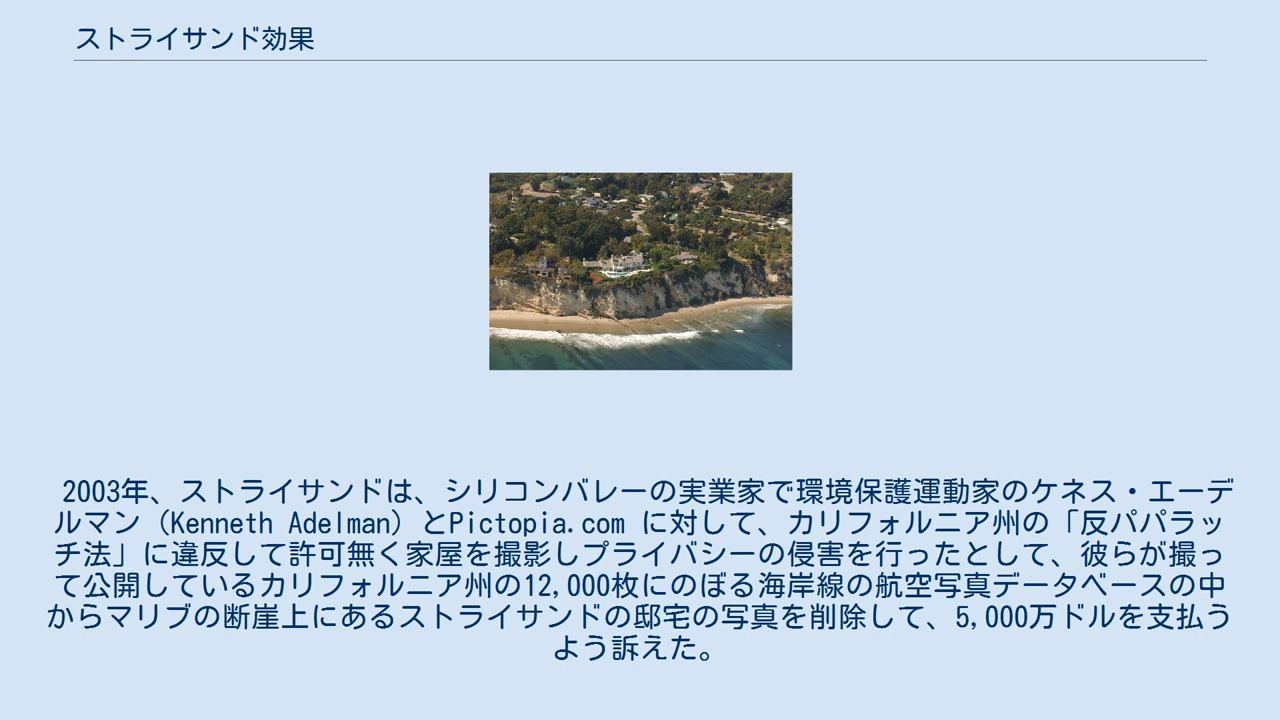 ストライサンド効果
2003年、ストライサンドは、シリコンバレーの実業家で環境保護運動家のケネス・エーデ
ルマン（Kenneth Adelman）とPictopia.com に対して、カリフォルニア州の「反パパラッ
チ法」に違反して許可無く家屋を撮影しプライバシーの侵害を行ったとして、彼らが撮っ
て公開しているカリフォルニア州の12,000枚にのぼる海岸線の航空写真データベースの中
からマリブの断崖上にあるストライサンドの邸宅の写真を削除して、5,000万ドルを支払う
よう訴えた。